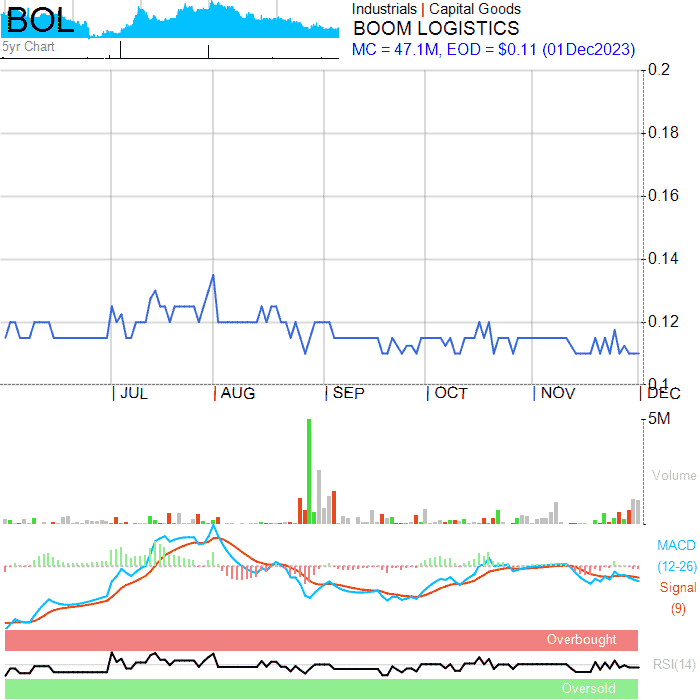 BOL
5yr Chart
Industrials | Capital Goods
BOOM LOGISTICS
MC = 47.1M, EOD = $0.11 (01Dec2023)
0.2
0.18
0.16
0.14
0.12
0.1
JUL AUG SEP OCT NOV DEC
5M
Volume
MACD
(12-26)
Signal
(9)
Overbought
RSI(14)
Oversold